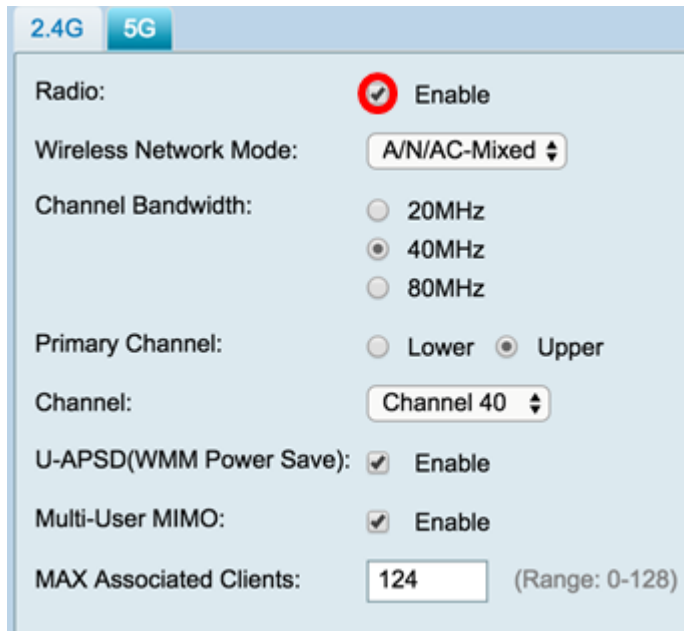 2.4G 5G
Radio: Enable
Wireless Network Mode: A/N/AC-Mixed
Channel Bandwidth: 20MHz
40MHz
80MHz
Primary Channel: Lower Upper
Channel: Channel 40
U-APSD(WMM Power Save): Enable
Multi-User MIMO: Enable
MAX Associated Clients: 124 (Range: 0-128)